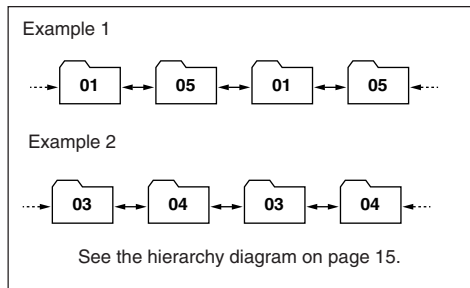 Example 1
01 05 01 05
Example 2
03 04 03 04
See the hierarchy diagram on page 15.